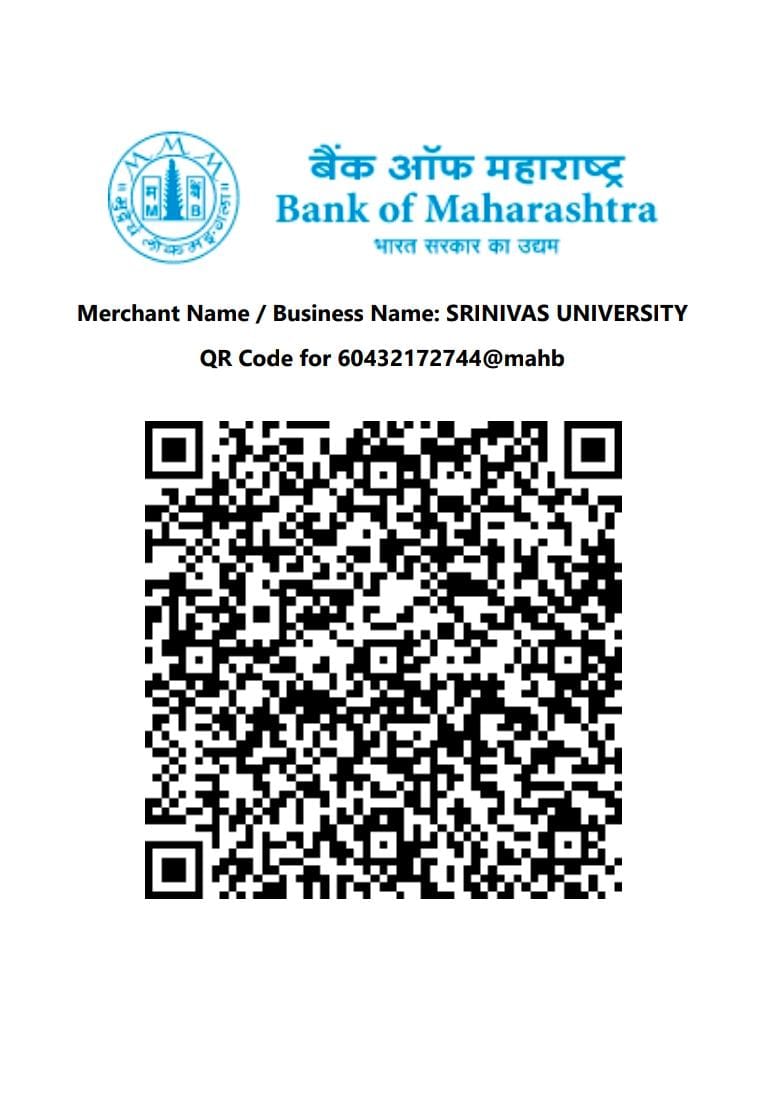 बैंक ऑफ महाराष्ट्र
Bank of Maharashtra
भारत सरकार का उद्यम
Merchant Name / Business Name: SRINIVAS UNIVERSITY
QR Code for 60432172744@mahb